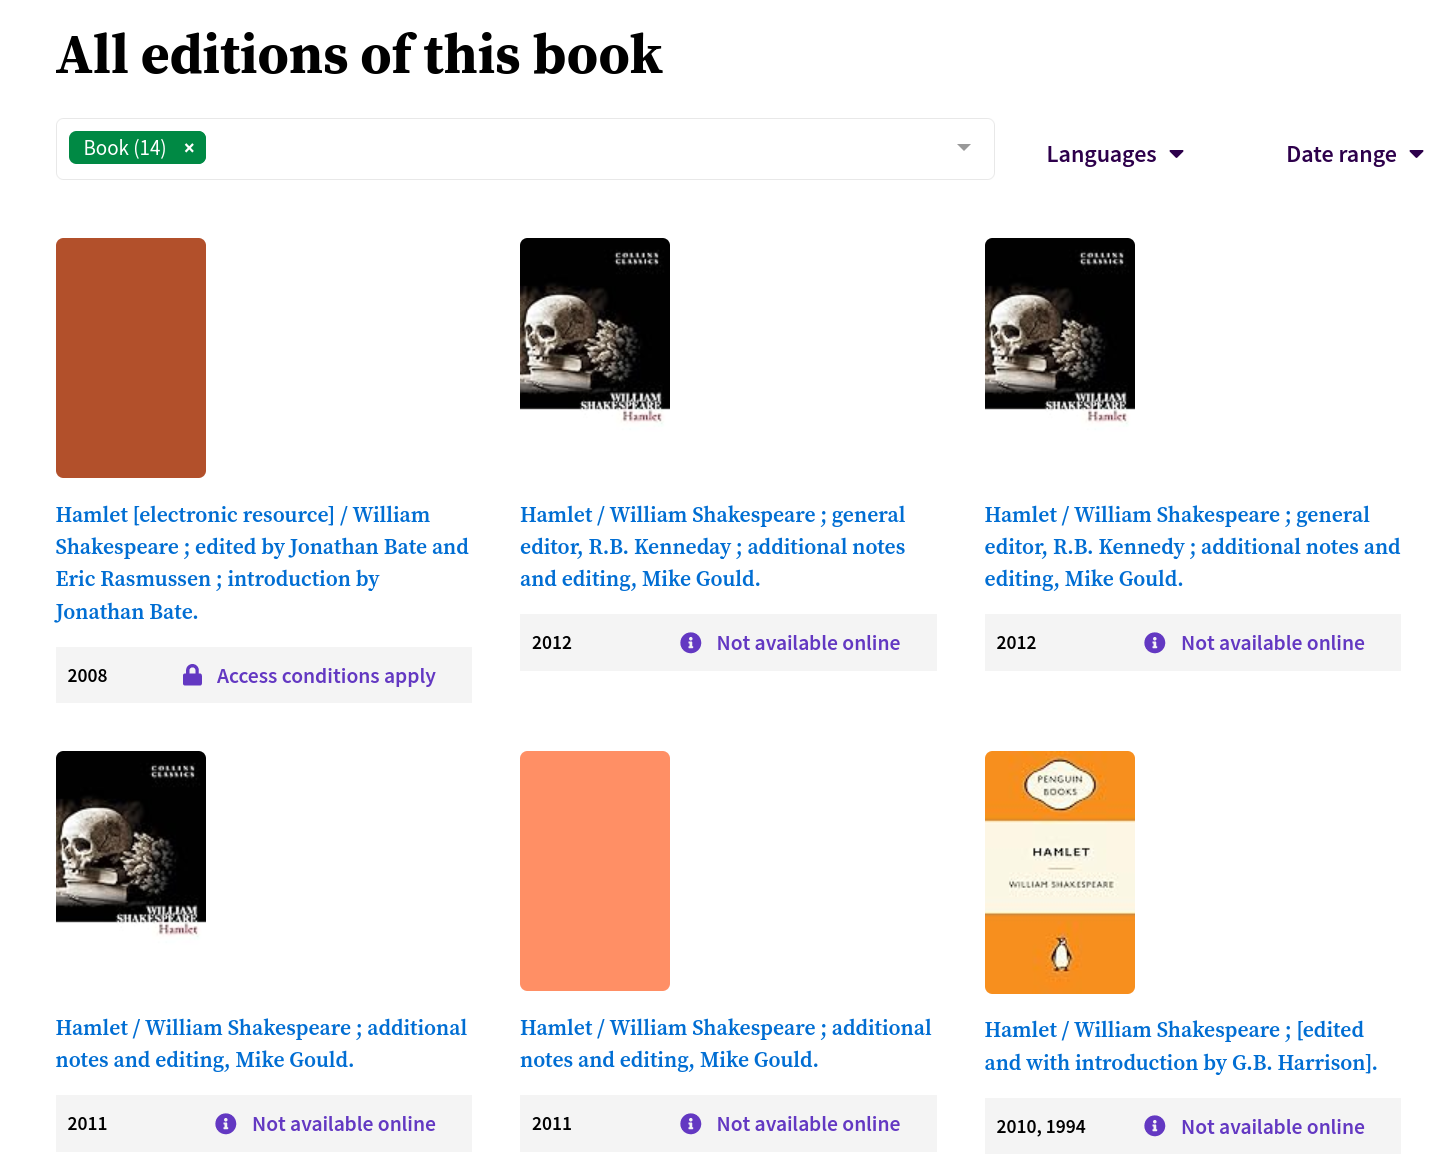 All editions of this book
Book (14) ×
Languages
Date range
COLLINS
CLASSICS
WILLIAM
SHAKESPEARE
Hamlet
COLLINS
CLASSICS
WILLIAM
SHAKESPEARE
Hamlet
Hamlet [electronic resource] / William
Shakespeare ; edited by Jonathan Bate and
Eric Rasmussen ; introduction by
Jonathan Bate.
2008 Access conditions apply
Hamlet / William Shakespeare ; general
editor, R.B. Kenneday ; additional notes
and editing, Mike Gould.
2012 Not available online
Hamlet / William Shakespeare ; general
editor, R.B. Kennedy ; additional notes and
editing, Mike Gould.
2012 Not available online
COLLINS
CLASSICS
WILLIAM
SHAKESPEARE
Hamlet
Hamlet / William Shakespeare ; additional
notes and editing, Mike Gould.
2011 Not available online
Hamlet / William Shakespeare ; additional
notes and editing, Mike Gould.
2011 Not available online
PENGUIN
BOOKS
HAMLET
WILLIAM SHAKESPEARE
Hamlet / William Shakespeare ; [edited
and with introduction by G.B. Harrison].
2010, 1994 Not available online